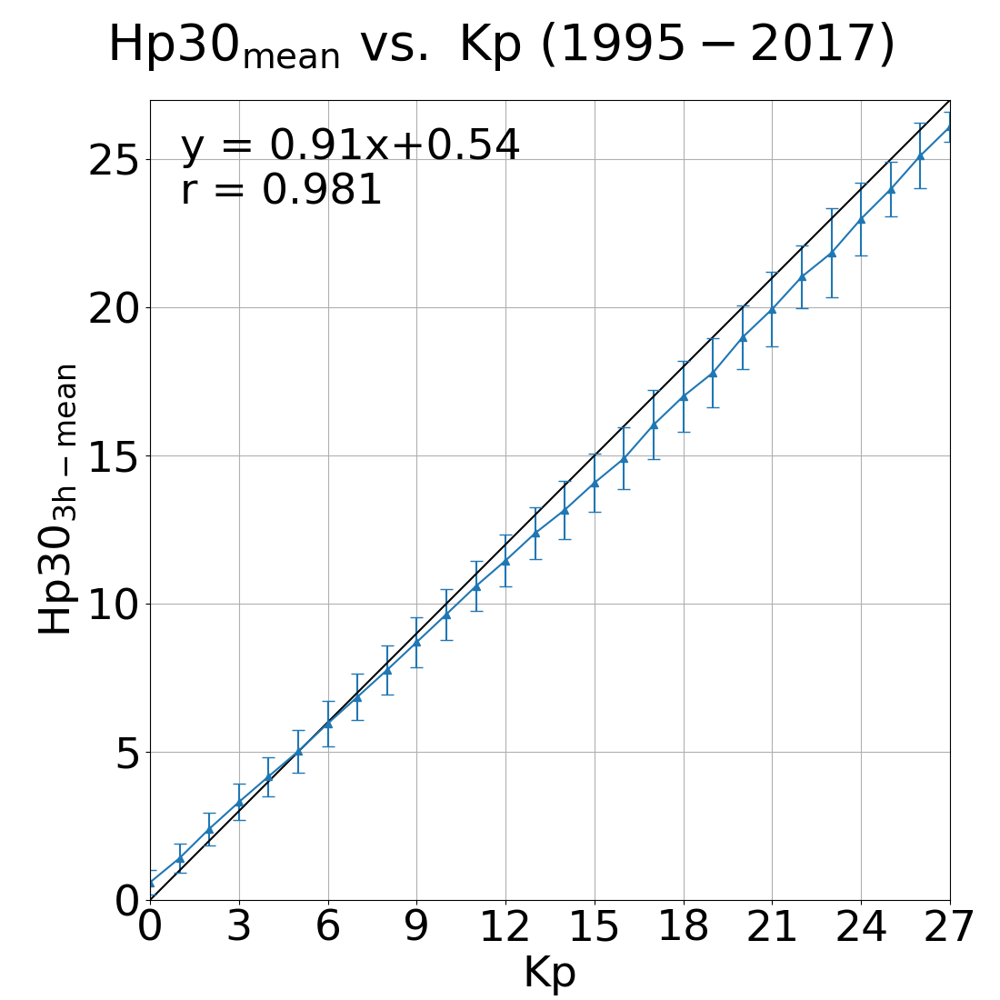 Hp30mean vs. Kp (1995 − 2017)
y = 0.91x+0.54
r = 0.981
25
20
15
10
5
0
Hp303h − mean
0 3 6 9 12 15 18 21 24 27
Kp